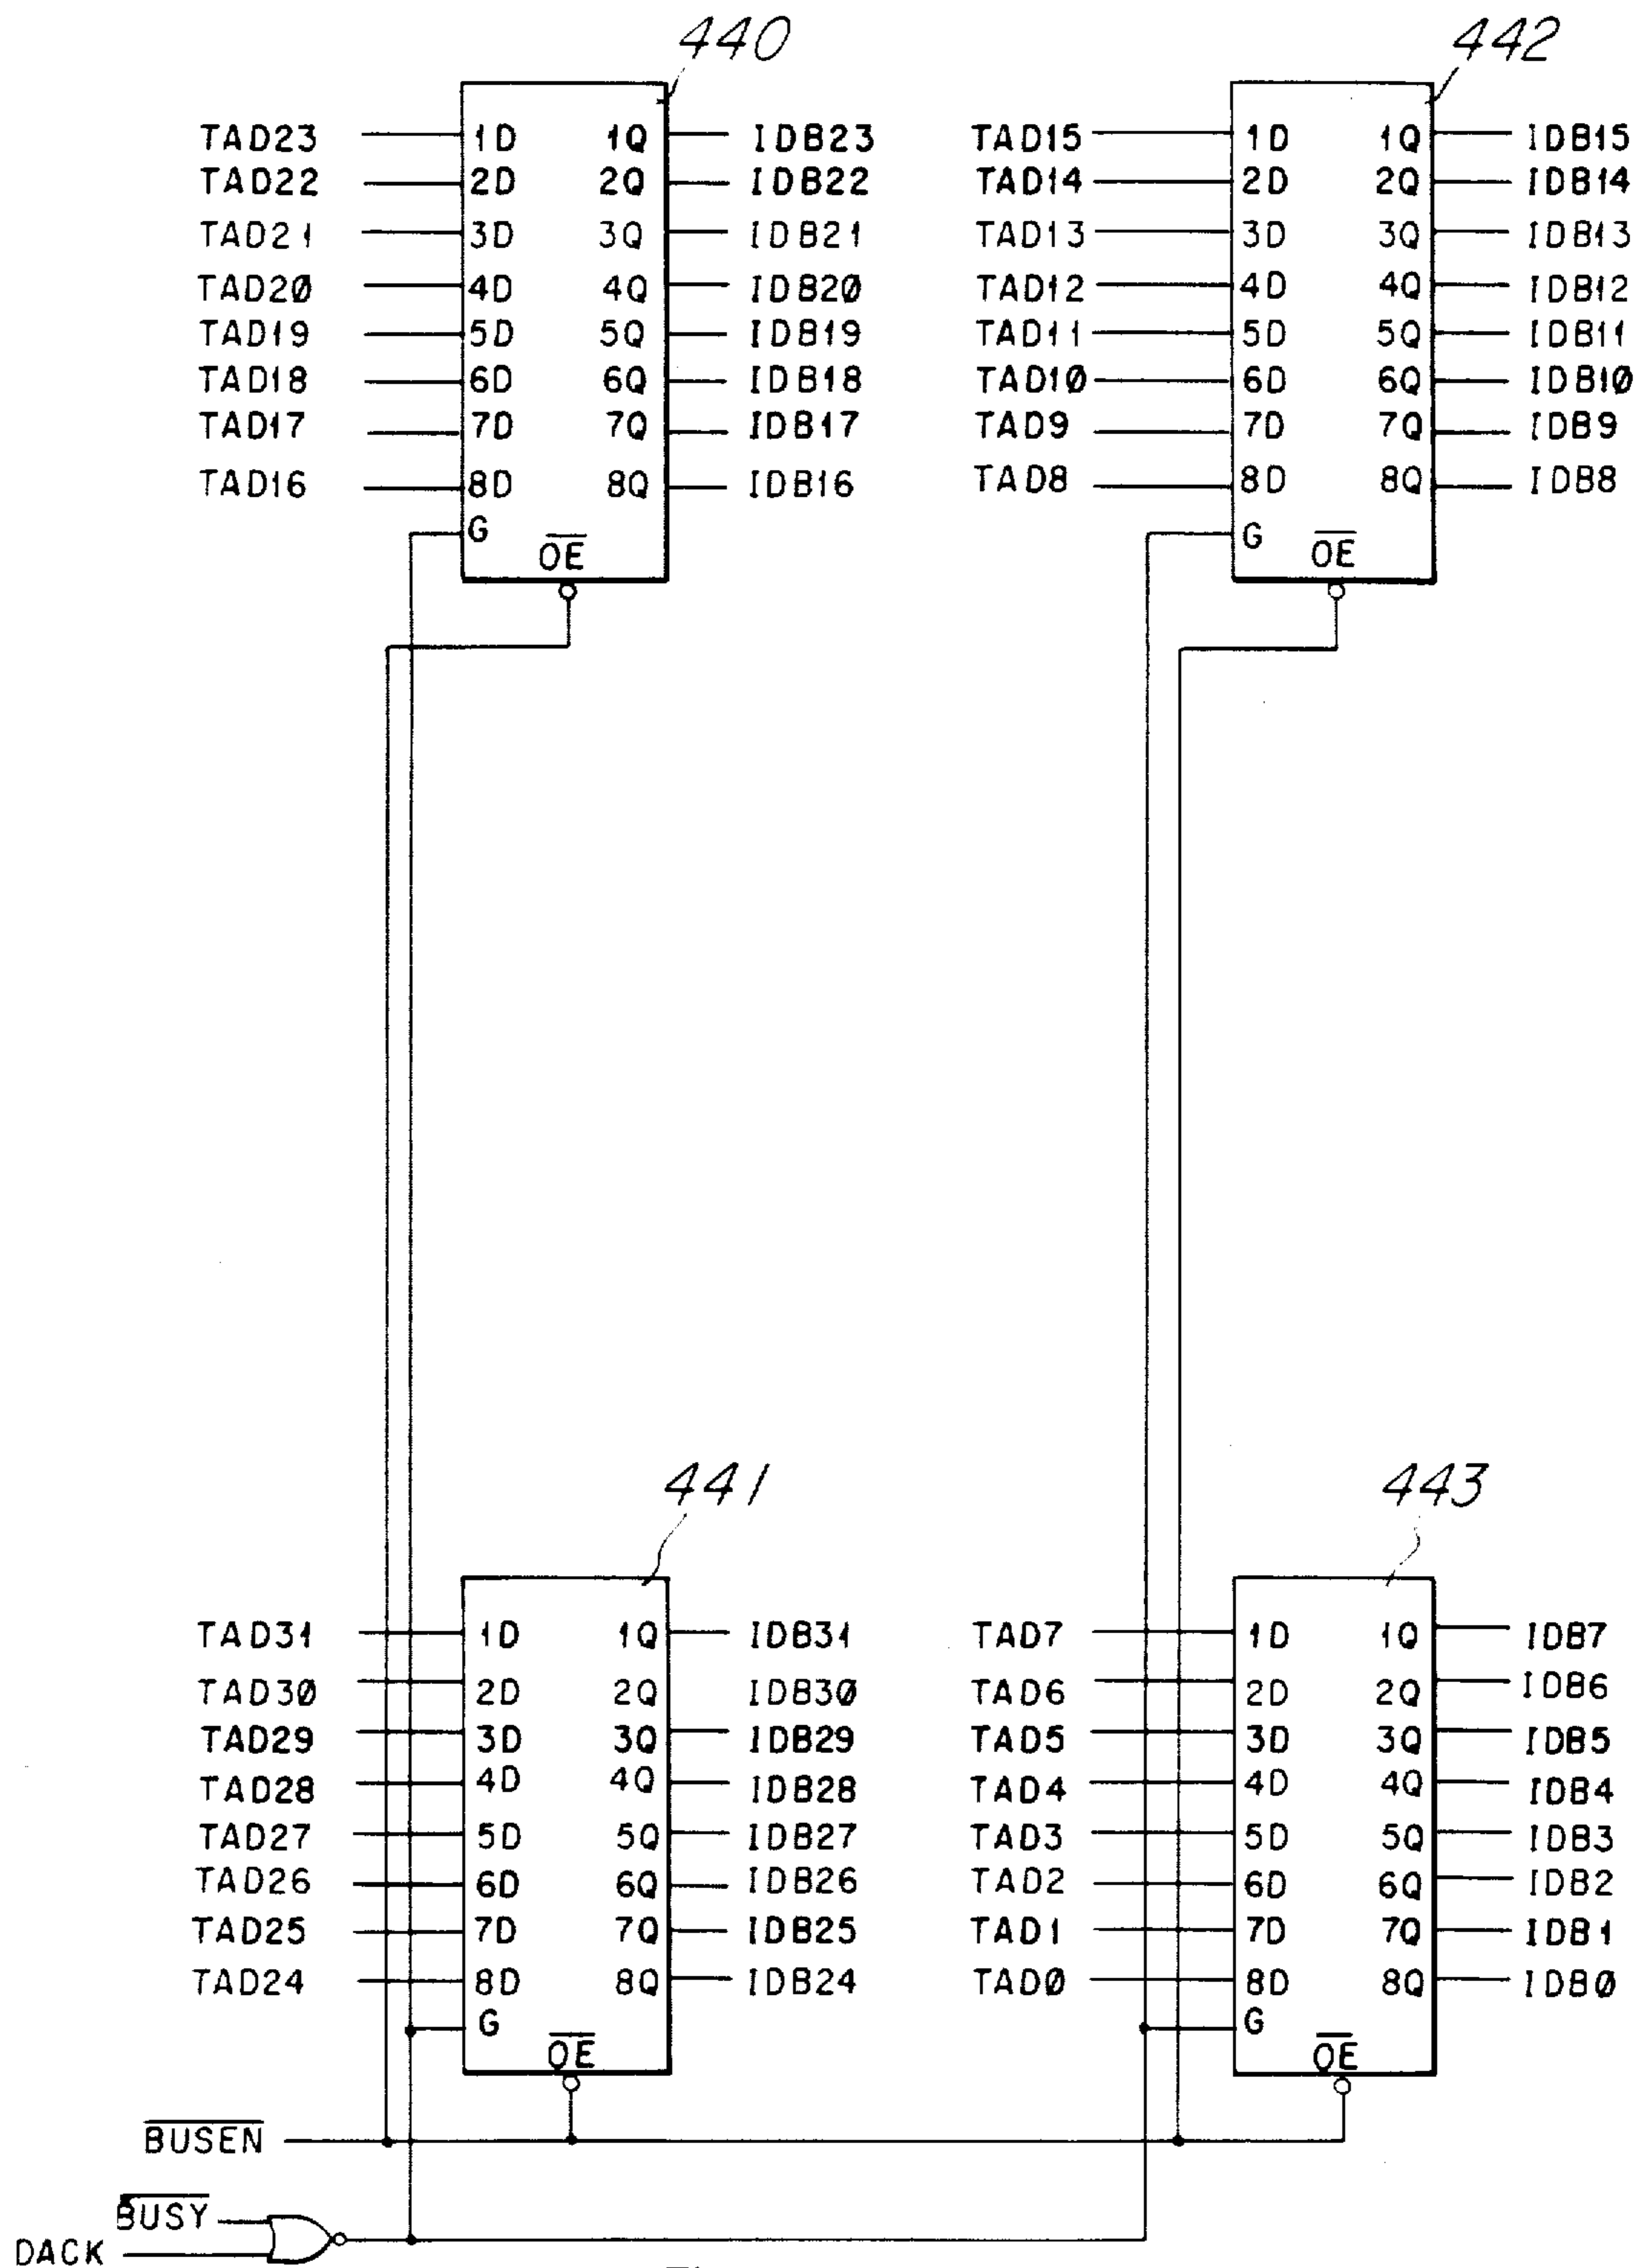 440
442
TAD23 1D 1Q IDB23 TAD15 1D 1Q IDB15
TAD22 2D 2Q IDB22 TAD14 2D 2Q IDB14
TAD21 3D 3Q IDB21 TAD13 3D 3Q IDB13
TAD20 4D 4Q IDB20 TAD12 4D 4Q IDB12
TAD19 5D 5Q IDB19 TAD11 5D 5Q IDB11
TAD18 6D 6Q IDB18 TAD10 6D 6Q IDB10
TAD17 7D 7Q IDB17 TAD9 7D 7Q IDB9
TAD16 8D 8Q IDB16 TAD8 8D 8Q IDB8
G G
OE OE
441
443
TAD31 1D 1Q IDB31 TAD7 1D 1Q IDB7
TAD30 2D 2Q IDB30 TAD6 2D 2Q IDB6
TAD29 3D 3Q IDB29 TAD5 3D 3Q IDB5
TAD28 4D 4Q IDB28 TAD4 4D 4Q IDB4
TAD27 5D 5Q IDB27 TAD3 5D 5Q IDB3
TAD26 6D 6Q IDB26 TAD2 6D 6Q IDB2
TAD25 7D 7Q IDB25 TAD1 7D 7Q IDB1
TAD24 8D 8Q IDB24 TAD0 8D 8Q IDB0
G G
OE OE
BUSEN
BUSY
DACK